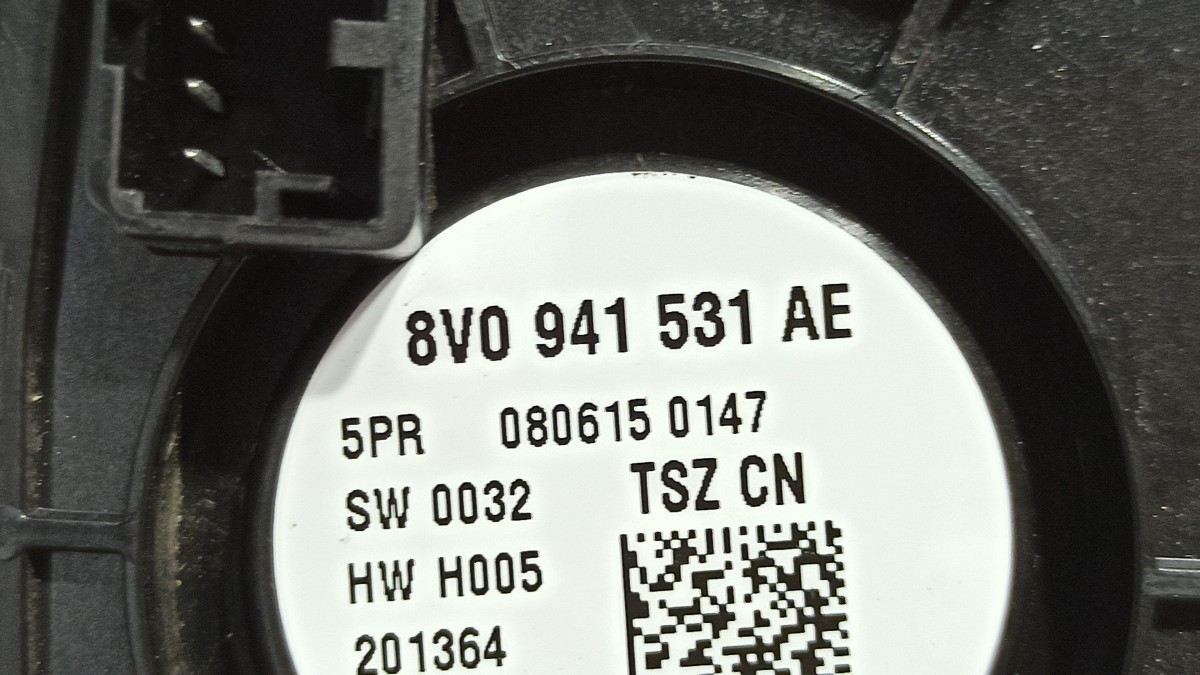 8V0 941 531 AE
5PR 080615 0147
SW 0032 TSZ CN
HW H005
201364